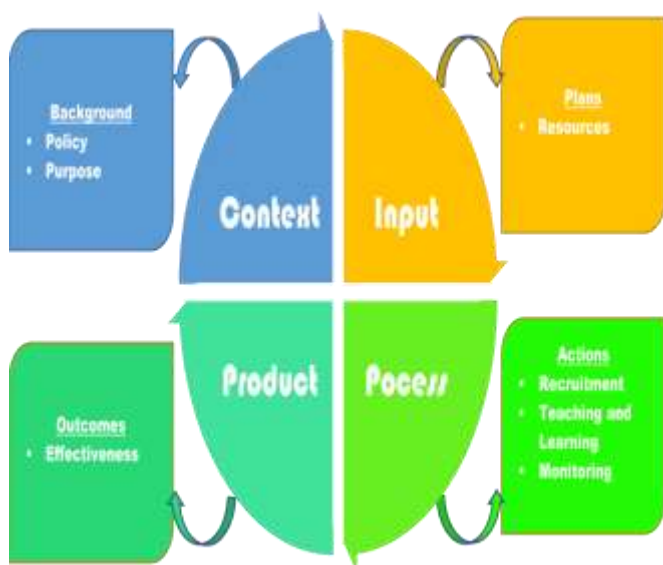 Background
• Policy
• Purpose
Context
Input
Plans
• Resources
Outcomes
• Effectiveness
Product
Pocess
Actions
• Recruitment
• Teaching and
Learning
• Monitoring